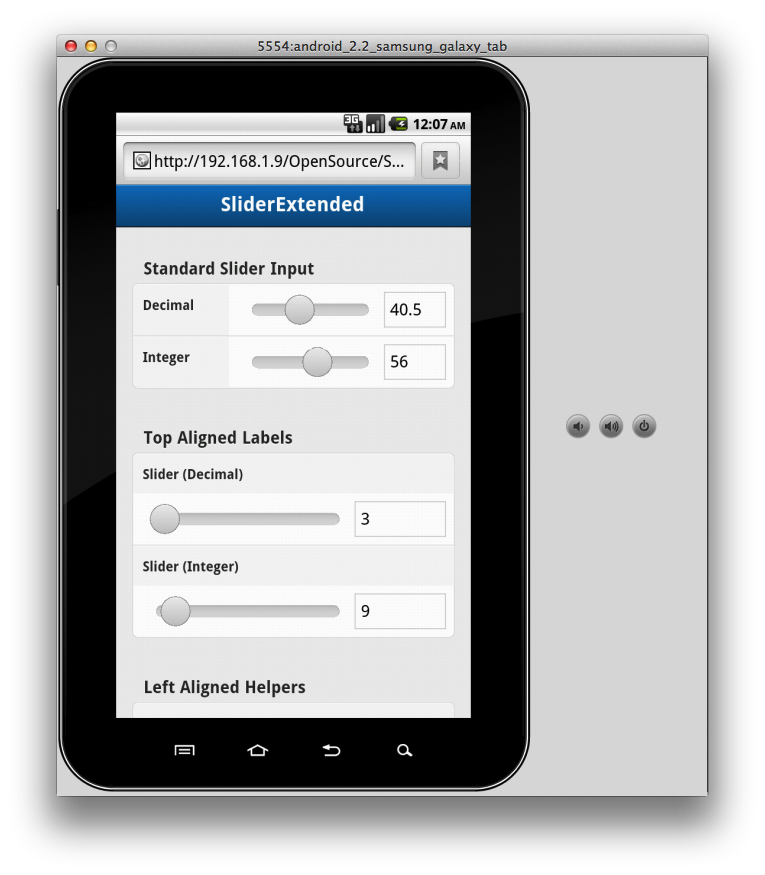 5554:android_2.2_samsung_galaxy_tab
3G 12:07 AM
http://192.168.1.9/OpenSource/S...
SliderExtended
Standard Slider Input
Decimal 40.5
Integer 56
Top Aligned Labels
Slider (Decimal)
3
Slider (Integer)
9
Left Aligned Helpers